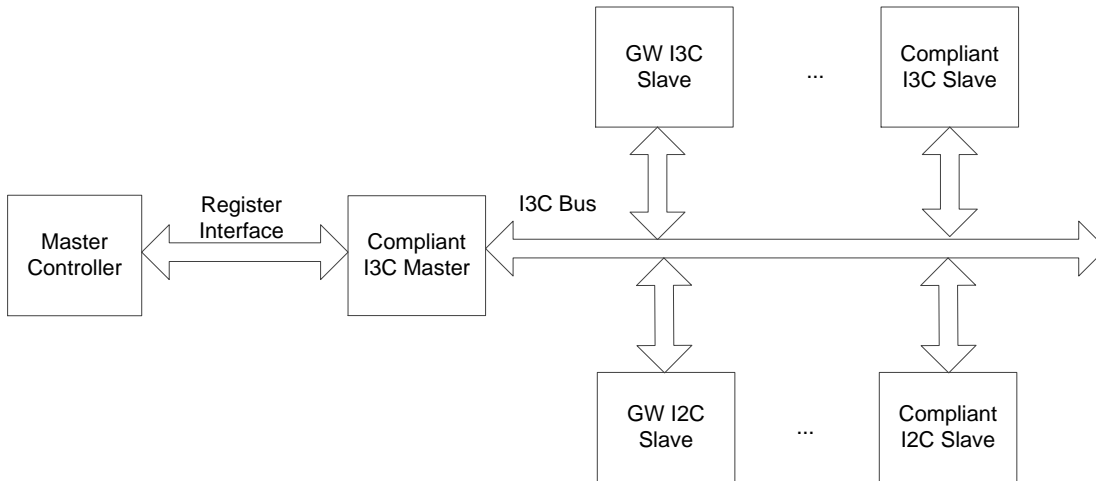 GW I3C
Slave
...
Compliant
I3C Slave
Register
Interface
I3C Bus
Master
Controller
Compliant
I3C Master
GW I2C
Slave
...
Compliant
I2C Slave